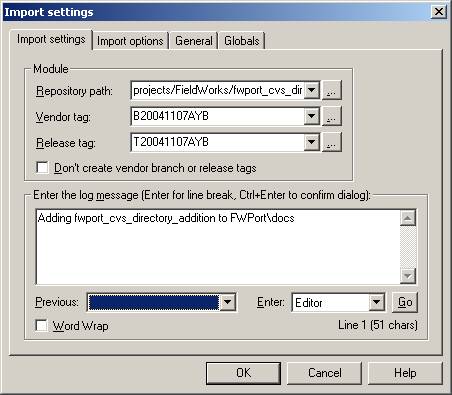 Import settings
Import settings Import options General Globals
Module
Repository path: projects/FieldWorks/fwport_cvs_dir ...
Vendor tag: B20041107AYB ...
Release tag: T20041107AYB ...
Don't create vendor branch or release tags
Enter the log message (Enter for line break, Ctrl+Enter to confirm dialog):
Adding fwport_cvs_directory_addition to FWPort\docs
Previous: Enter: Editor Go
Word Wrap Line 1 (51 chars)
OK Cancel Help